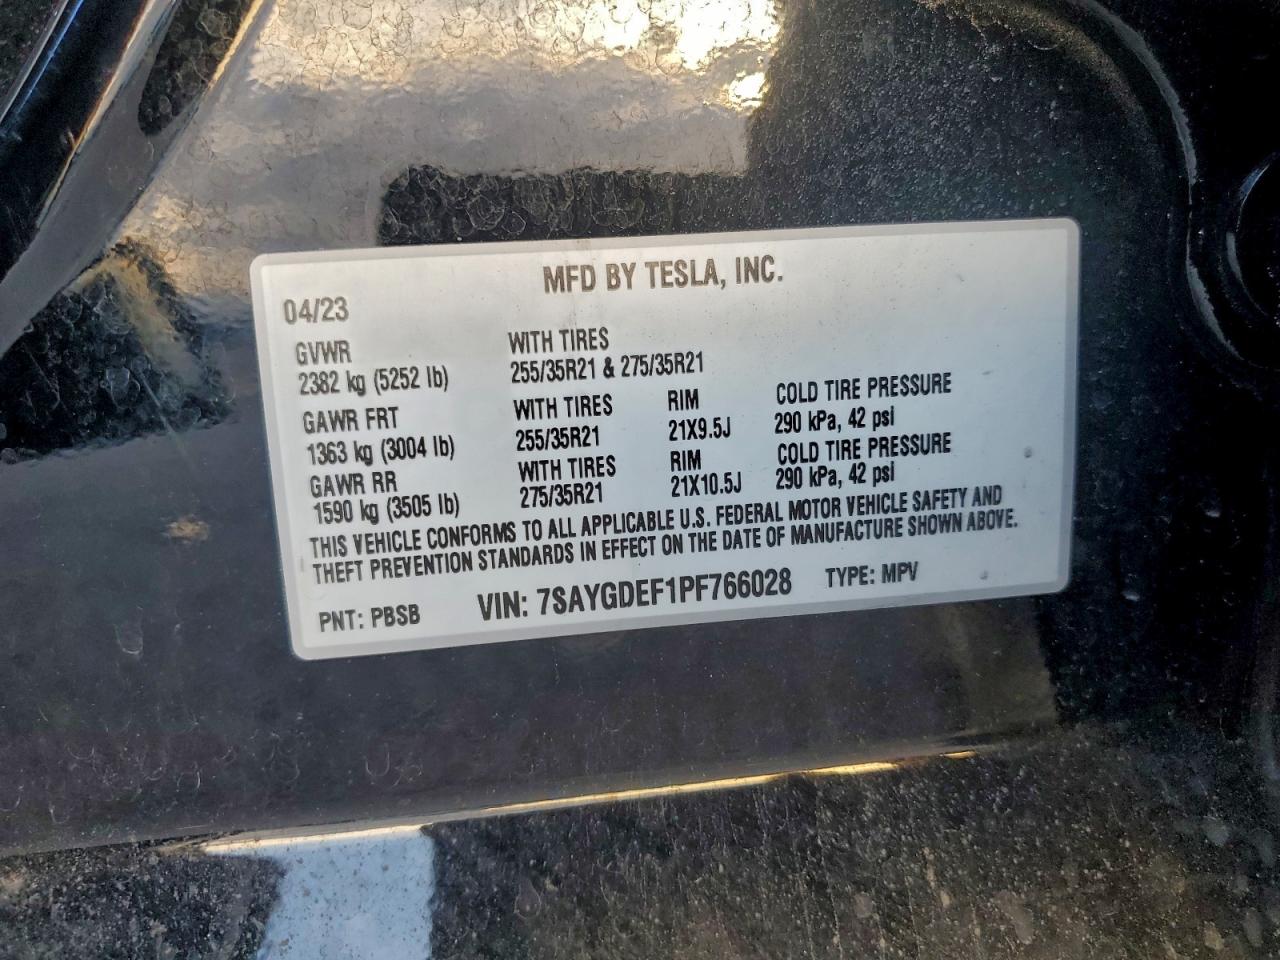 MFD BY TESLA, INC.
04/23
GVWR WITH TIRES
2382 kg (5252 lb) 255/35R21 & 275/35R21
GAWR FRT WITH TIRES RIM COLD TIRE PRESSURE
1363 kg (3004 lb) 255/35R21 21X9.5J 290 kPa, 42 psi
GAWR RR WITH TIRES RIM COLD TIRE PRESSURE
1590 kg (3505 lb) 275/35R21 21X10.5J 290 kPa, 42 psi
THIS VEHICLE CONFORMS TO ALL APPLICABLE U.S. FEDERAL MOTOR VEHICLE SAFETY AND
THEFT PREVENTION STANDARDS IN EFFECT ON THE DATE OF MANUFACTURE SHOWN ABOVE.
PNT: PBSB VIN: 7SAYGDEF1PF766028 TYPE: MPV